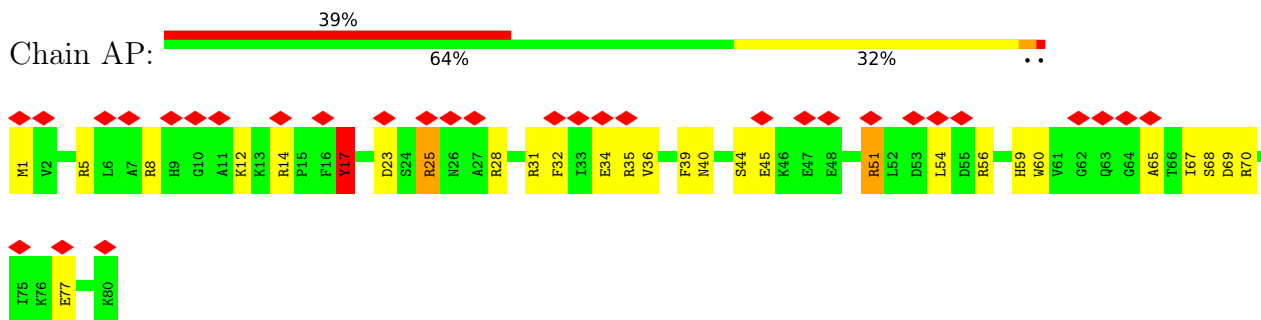 39%
Chain AP:
64% 32% • •
M1 V2 R5 L6 A7 R8 H9 G10 A11 K12 K13 R14 P15 F16 Y17 D23 S24 R25 N26 A27 R28 R31 F32 I33 E34 R35 V36 F39 N40 S44 E45 K46 E47 E48 R51 L52 D53 L54 D55 R56 H59 W60 V61 G62 Q63 G64 A65 T66 I67 S68 D69 R70
I75 K76 E77 K80